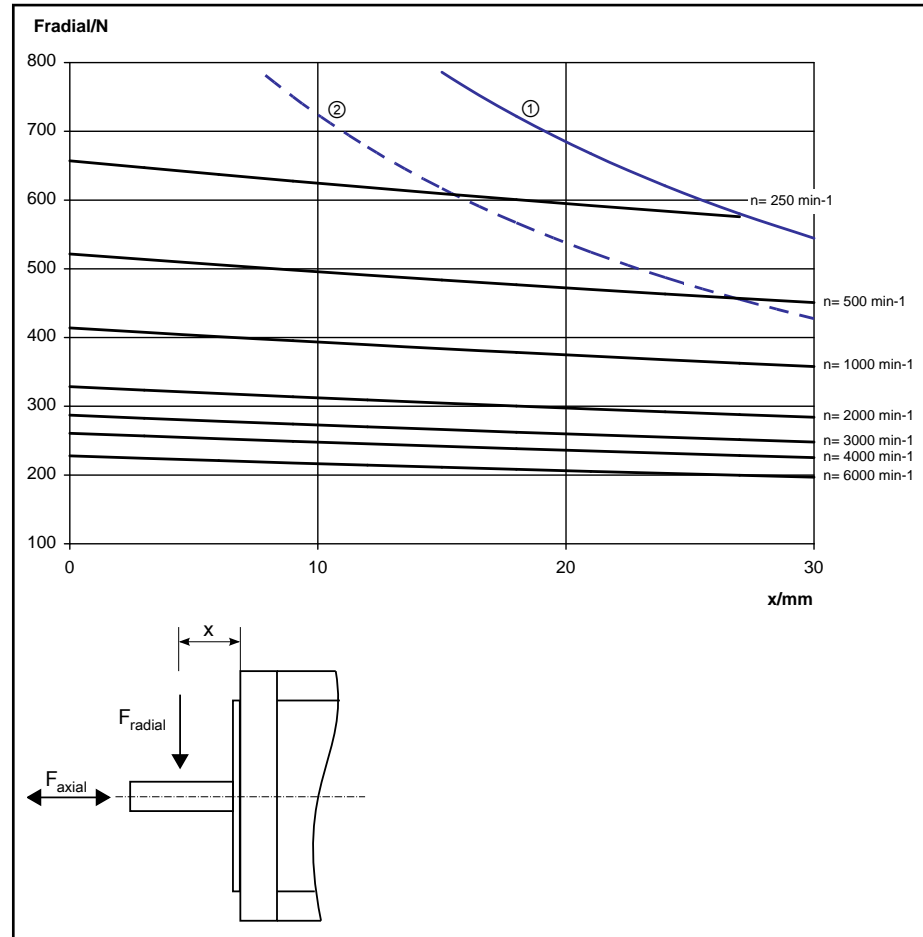 Fradial/N
800
700
600
500
400
300
200
100
② ①
n= 250 min-1
n= 500 min-1
n= 1000 min-1
n= 2000 min-1
n= 3000 min-1
n= 4000 min-1
n= 6000 min-1
0 10 20 30
x/mm
x
Fradial
Faxial